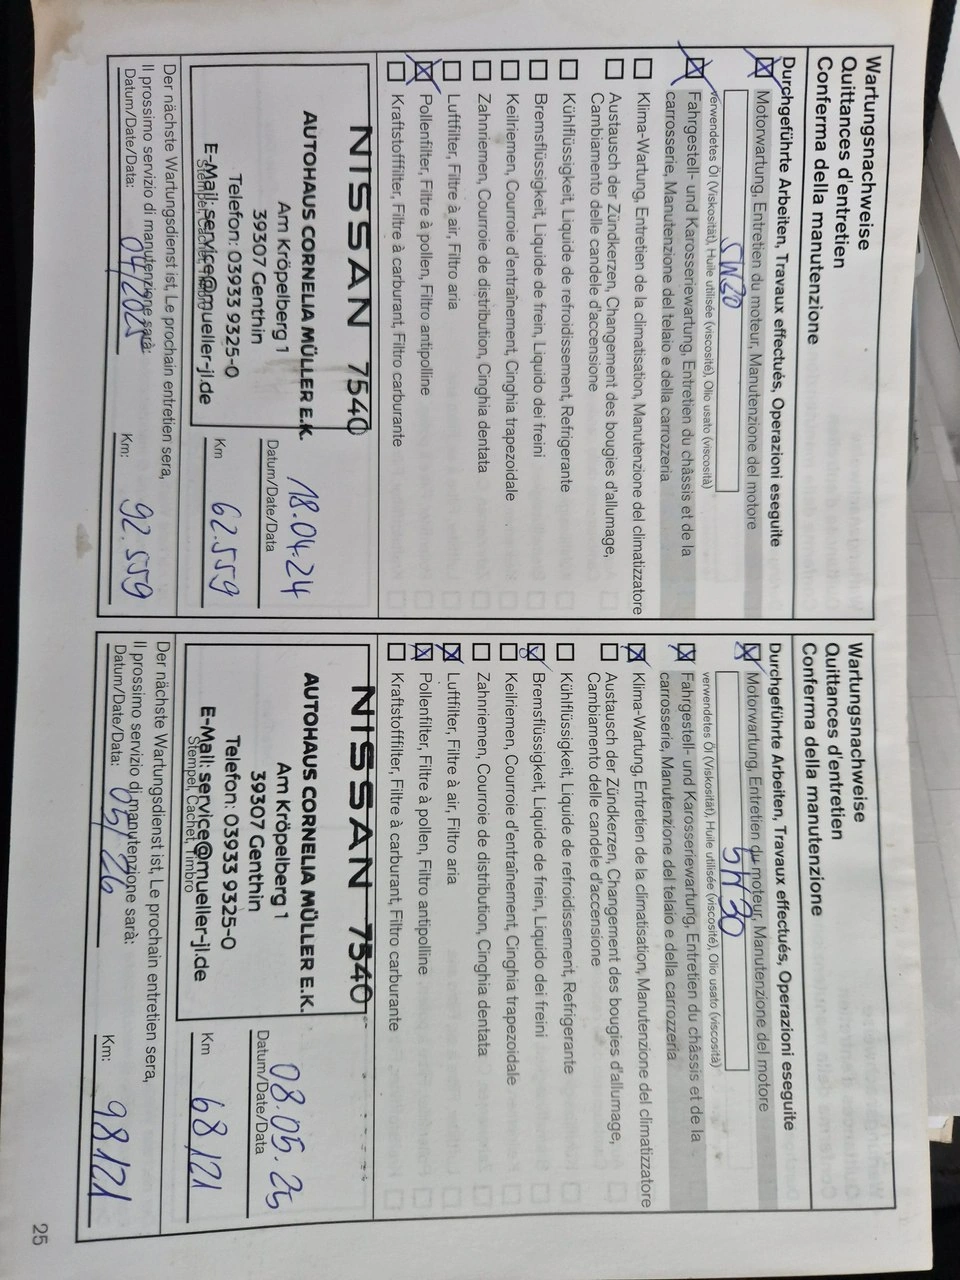 Wartungsnachweise
Quittances d'entretien
Conferma della manutenzione
Durchgeführte Arbeiten, Travaux effectués, Operazioni eseguite
Motorwartung, Entretien du moteur, Manutenzione del motore
5W20
verwendetes Öl (Viskosität), Huile utilisée (viscosité), Olio usato (viscosità)
Fahrgestell- und Karosseriewartung, Entretien du châssis et de la
carrosserie, Manutenzione del telaio e della carrozzeria
Klima-Wartung, Entretien de la climatisation, Manutenzione del climatizzatore
Austausch der Zündkerzen, Changement des bougies d'allumage,
Cambiamento delle candele d'accensione
Kühlflüssigkeit, Liquide de refroidissement, Refrigerante
Bremsflüssigkeit, Liquide de frein, Liquido dei freini
Keilriemen, Courroie d'entraînement, Cinghia trapezoidale
Zahnriemen, Courroie de distribution, Cinghia dentata
Luftfilter, Filtre à air, Filtro aria
Pollenfilter, Filtre à pollen, Filtro antipolline
Kraftstofffilter, Filtre à carburant, Filtro carburante
NISSAN 7540
AUTOHAUS CORNELIA MÜLLER E.K.
Am Kröpelberg 1
39307 Genthin
Telefon: 03933 9325-0
E-Mail: service@mueller-jl.de
Stempel, Cachet, Timbro
18.04.24
Datum/Date/Data
62.559
Km
Der nächste Wartungsdienst ist, Le prochain entretien sera,
Il prossimo servizio di manutenzione sarà:
Datum/Date/Data: 04/2025
Km: 92.559
Wartungsnachweise
Quittances d'entretien
Conferma della manutenzione
Durchgeführte Arbeiten, Travaux effectués, Operazioni eseguite
Motorwartung, Entretien du moteur, Manutenzione del motore
5W30
verwendetes Öl (Viskosität), Huile utilisée (viscosité), Olio usato (viscosità)
Fahrgestell- und Karosseriewartung, Entretien du châssis et de la
carrosserie, Manutenzione del telaio e della carrozzeria
Klima-Wartung, Entretien de la climatisation, Manutenzione del climatizzatore
Austausch der Zündkerzen, Changement des bougies d'allumage,
Cambiamento delle candele d'accensione
Kühlflüssigkeit, Liquide de refroidissement, Refrigerante
Bremsflüssigkeit, Liquide de frein, Liquido dei freini
Keilriemen, Courroie d'entraînement, Cinghia trapezoidale
Zahnriemen, Courroie de distribution, Cinghia dentata
Luftfilter, Filtre à air, Filtro aria
Pollenfilter, Filtre à pollen, Filtro antipolline
Kraftstofffilter, Filtre à carburant, Filtro carburante
NISSAN 7540
AUTOHAUS CORNELIA MÜLLER E.K.
Am Kröpelberg 1
39307 Genthin
Telefon: 03933 9325-0
E-Mail: service@mueller-jl.de
Stempel, Cachet, Timbro
08.05.25
Datum/Date/Data
68121
Km
Der nächste Wartungsdienst ist, Le prochain entretien sera,
Il prossimo servizio di manutenzione sarà:
Datum/Date/Data: 05/26
Km: 98121
25